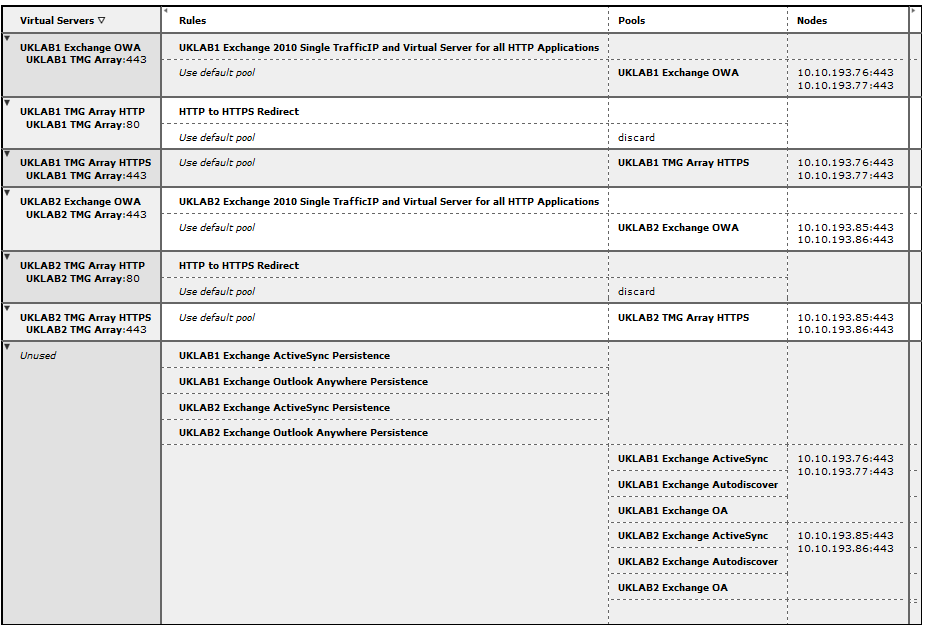 Virtual Servers ▽ Rules Pools Nodes
UKLAB1 Exchange OWA UKLAB1 Exchange 2010 Single TrafficIP and Virtual Server for all HTTP Applications
UKLAB1 TMG Array:443
Use default pool UKLAB1 Exchange OWA 10.10.193.76:443
10.10.193.77:443
UKLAB1 TMG Array HTTP HTTP to HTTPS Redirect
UKLAB1 TMG Array:80
Use default pool discard
UKLAB1 TMG Array HTTPS Use default pool UKLAB1 TMG Array HTTPS 10.10.193.76:443
UKLAB1 TMG Array:443 10.10.193.77:443
UKLAB2 Exchange OWA UKLAB2 Exchange 2010 Single TrafficIP and Virtual Server for all HTTP Applications
UKLAB2 TMG Array:443
Use default pool UKLAB2 Exchange OWA 10.10.193.85:443
10.10.193.86:443
UKLAB2 TMG Array HTTP HTTP to HTTPS Redirect
UKLAB2 TMG Array:80
Use default pool discard
UKLAB2 TMG Array HTTPS Use default pool UKLAB2 TMG Array HTTPS 10.10.193.85:443
UKLAB2 TMG Array:443 10.10.193.86:443
Unused UKLAB1 Exchange ActiveSync Persistence
UKLAB1 Exchange Outlook Anywhere Persistence
UKLAB2 Exchange ActiveSync Persistence
UKLAB2 Exchange Outlook Anywhere Persistence
UKLAB1 Exchange ActiveSync 10.10.193.76:443
10.10.193.77:443
UKLAB1 Exchange Autodiscover
UKLAB1 Exchange OA
UKLAB2 Exchange ActiveSync 10.10.193.85:443
10.10.193.86:443
UKLAB2 Exchange Autodiscover
UKLAB2 Exchange OA